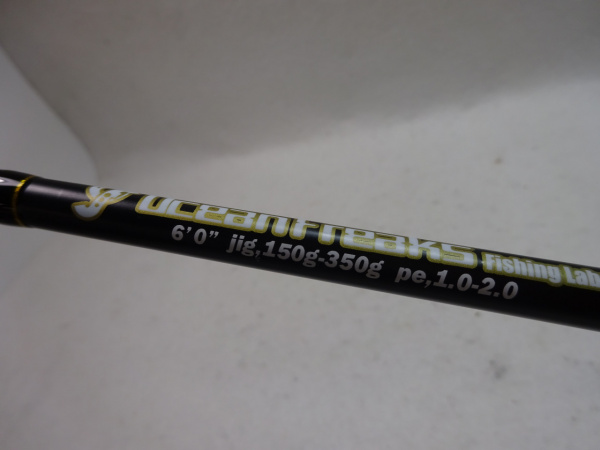 oceanfreaks Fishing Lab
6'0" jig,150g-350g pe,1.0-2.0